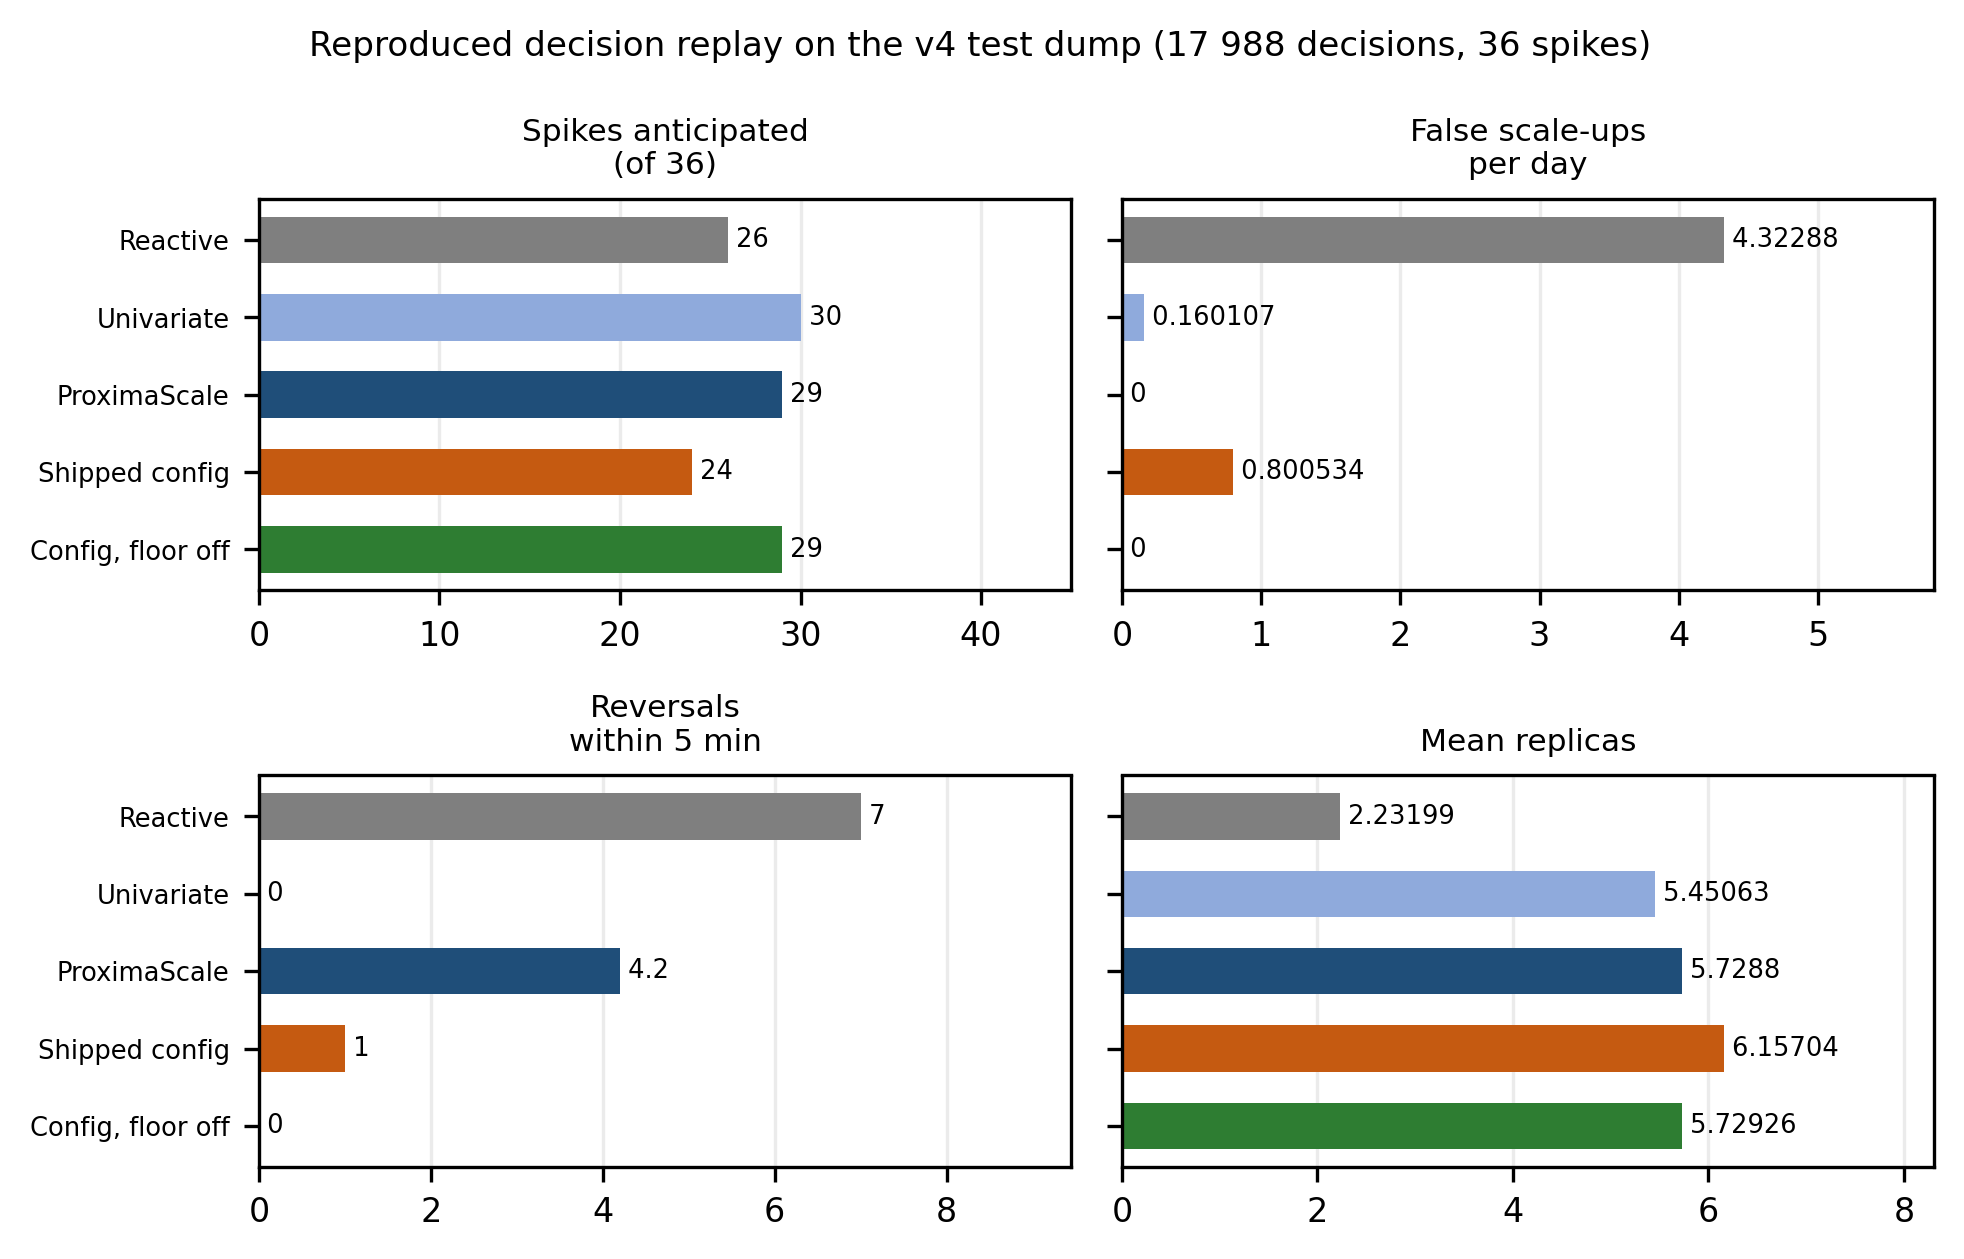 Reproduced decision replay on the v4 test dump (17 988 decisions, 36 spikes)
Spikes anticipated
(of 36)
Reactive
26
Univariate
30
ProximaScale
29
Shipped config
24
Config, floor off
29
0 10 20 30 40
False scale-ups
per day
4.32288
0.160107
0
0.800534
0
0 1 2 3 4 5
Reversals
within 5 min
Reactive
7
Univariate
0
ProximaScale
4.2
Shipped config
1
Config, floor off
0
0 2 4 6 8
Mean replicas
2.23199
5.45063
5.7288
6.15704
5.72926
0 2 4 6 8